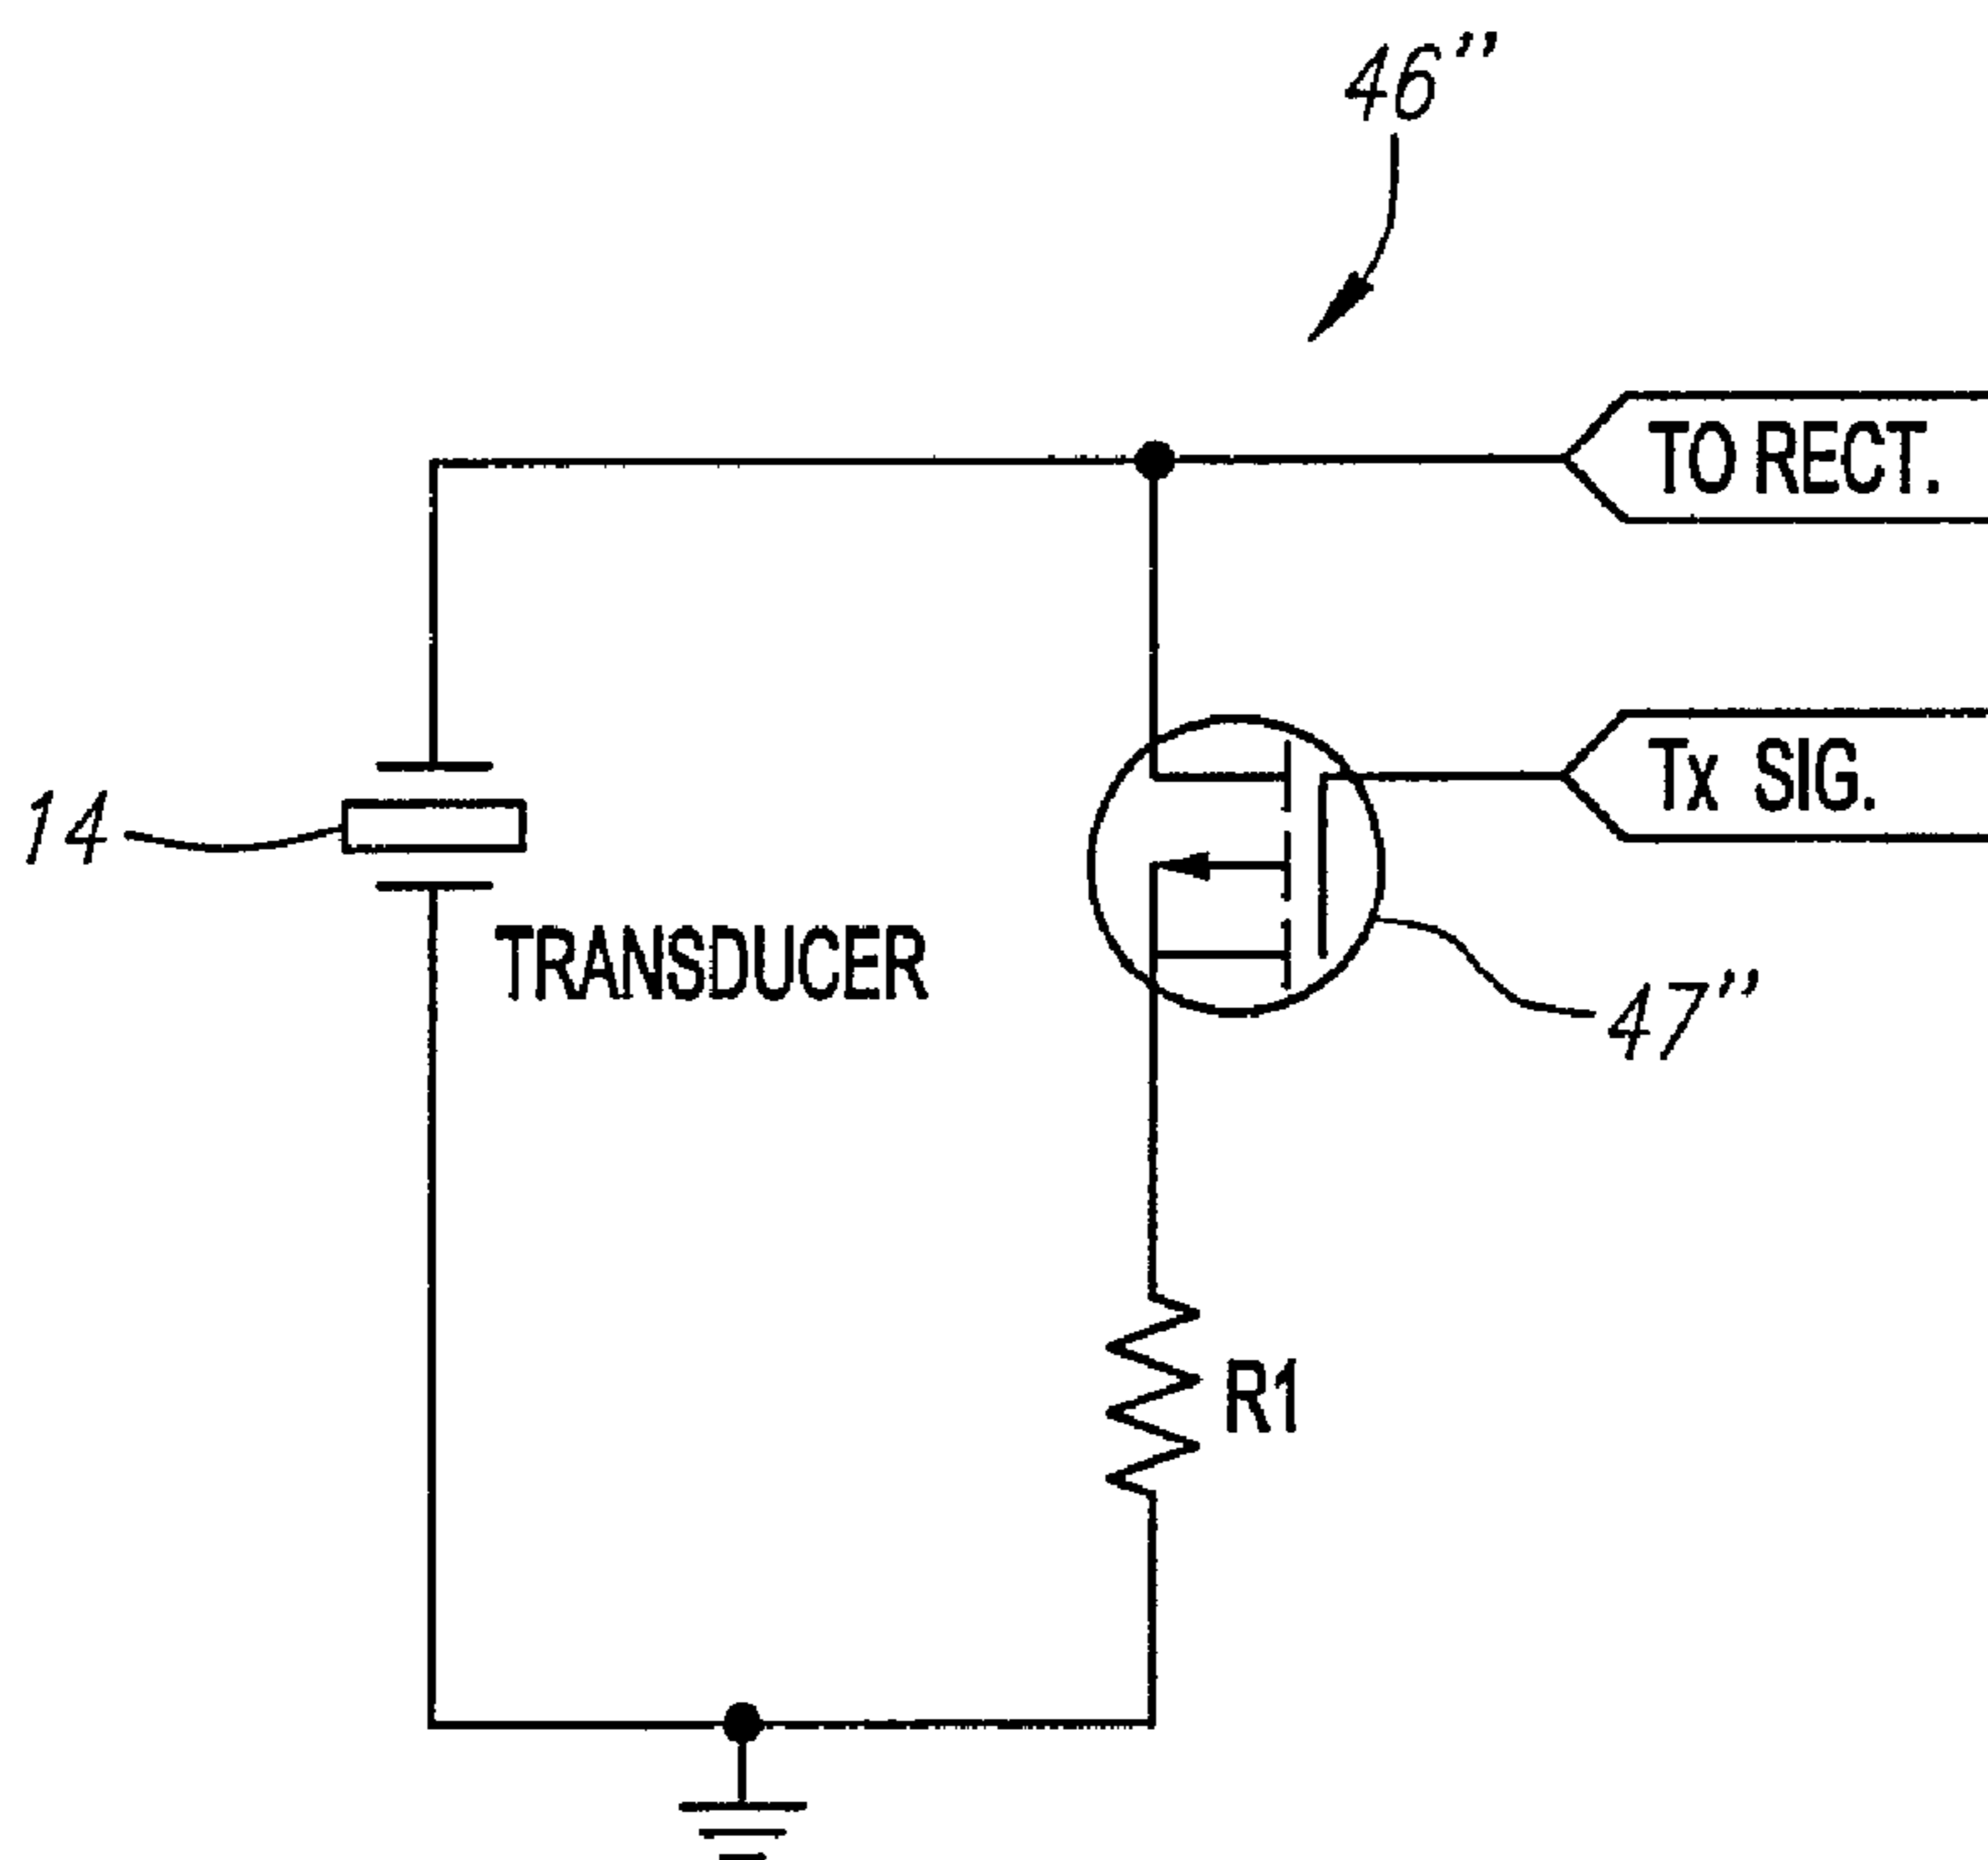 46”
TO RECT.
Tx SIG.
14
TRANSDUCER
47”
R1